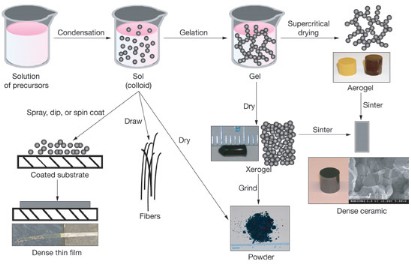 Condensation
Gelation
Supercritical
drying
Solution
of precursors
Sol
(colloid)
Gel
Aerogel
Spray, dip, or spin coat
Draw
Dry
Dry
Sinter
Sinter
Coated substrate
Xerogel
Grind
Fibers
Dense ceramic
Dense thin film
Powder